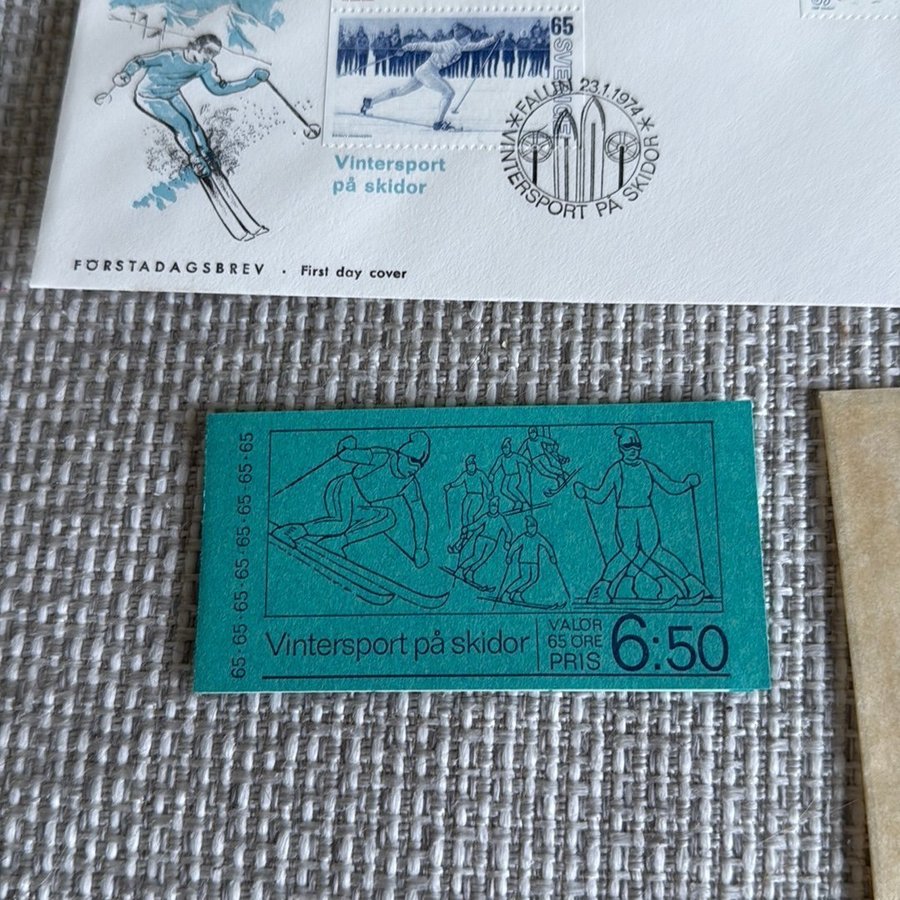 65
SVERIGE
Vintersport
på skidor
* FALUN 23.1.1974 *
VINTERSPORT PÅ SKIDOR
FÖRSTADAGSBREV · First day cover
65·65·65·65·65·65·65
Vintersport på skidor
VALÖR
65 ÖRE
PRIS 6:50